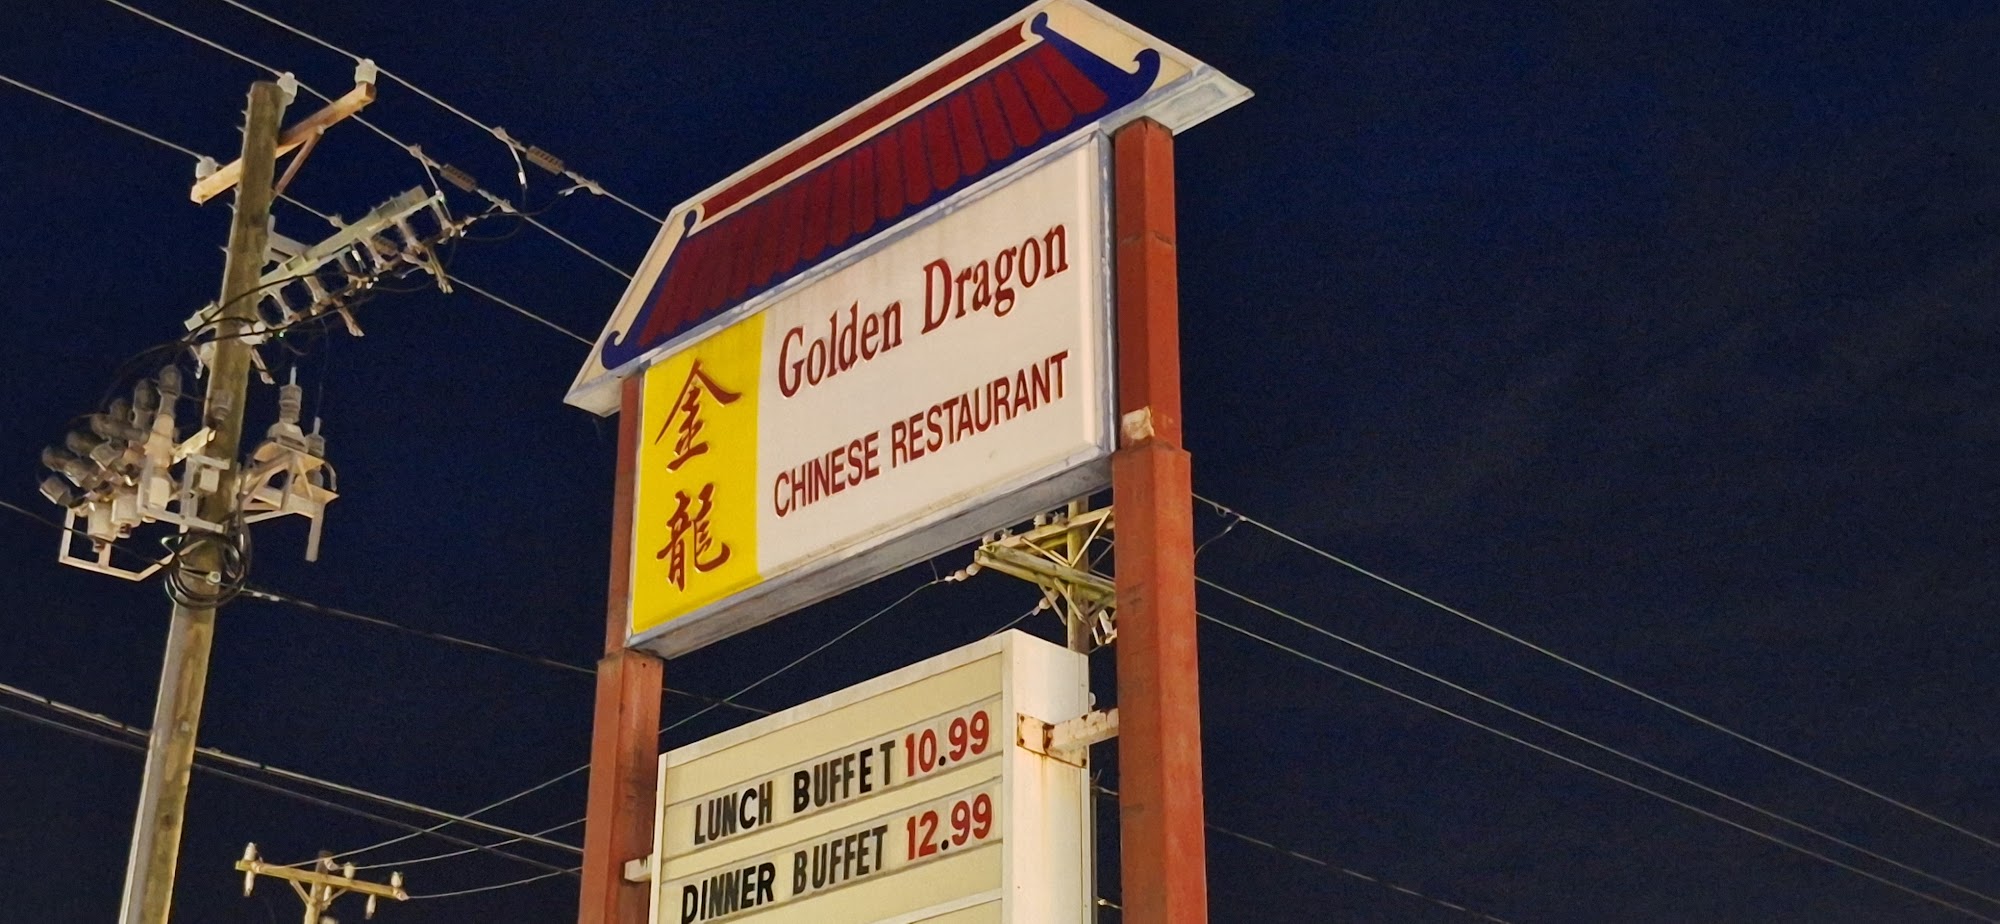 金龍
Golden Dragon
CHINESE RESTAURANT
LUNCH BUFFET 10.99
DINNER BUFFET 12.99